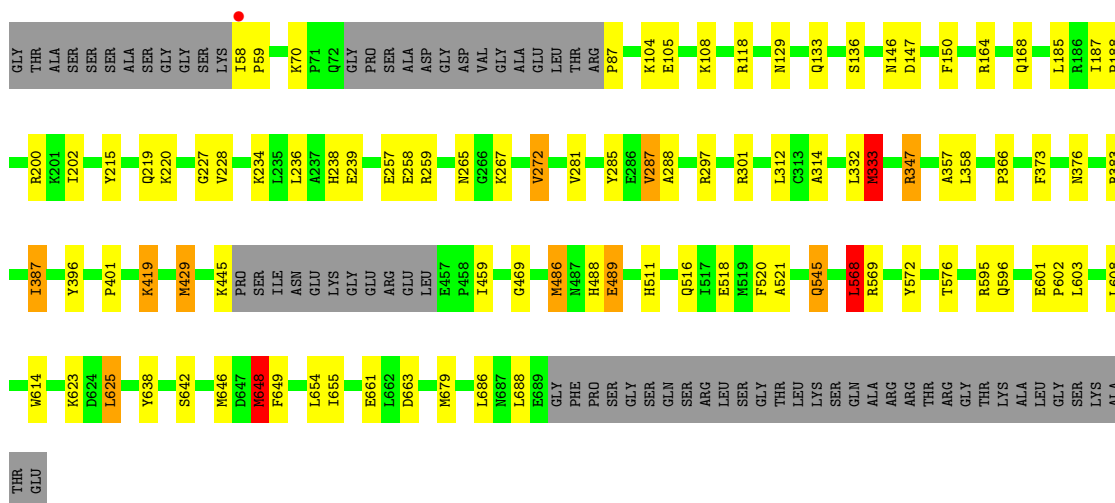 GLY THR ALA SER SER SER ALA SER GLY GLY SER LYS I58 P59 K70 P71 Q72 GLY PRO SER ALA ASP GLY ASP VAL GLY ALA GLU LEU THR ARG P87 K104 E105 K108 R118 N129 Q133 S136 N146 D147 F150 R164 Q168 L185 R186 I187
R200 K201 I202 Y215 Q219 K220 G227 V228 K234 L235 L236 A237 H238 E239 E257 E258 R259 N265 G266 K267 V272 V281 Y285 E286 V287 A288 R297 R301 L312 C313 A314 L332 M333 R347 A357 L358 P366 F373 N376
I387 Y396 P401 K419 M429 K445 PRO SER ILE ASN GLU LYS GLY GLU ARG GLU LEU E457 P458 I459 G469 M486 N487 H488 E489 H511 Q516 I517 E518 M519 F520 A521 Q545 L568 R569 Y572 T576 R595 Q596 E601 P602 L603
W614 K623 D624 L625 Y638 S642 M646 D647 M648 F649 L654 I655 E661 L662 D663 M679 L686 N687 L688 E689 GLY PHE PRO SER GLY SER GLN SER ARG LEU SER GLY THR LEU LYS SER GLN ALA ARG ARG THR ARG GLY THR LYS ALA LEU GLY SER LYS ALA
THR GLU